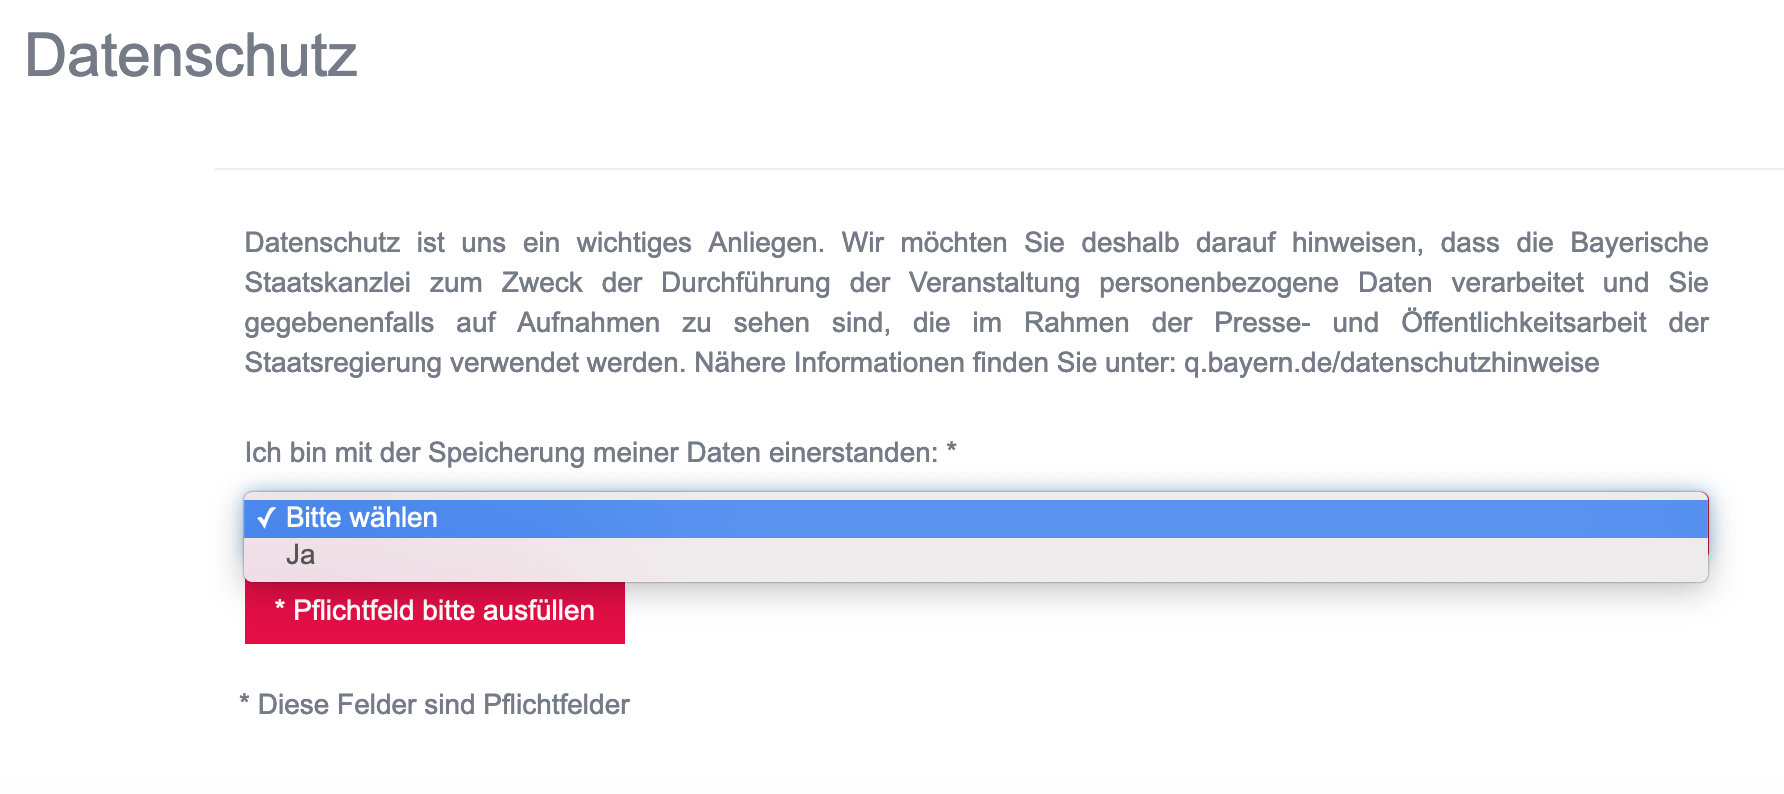 Datenschutz
Datenschutz ist uns ein wichtiges Anliegen. Wir möchten Sie deshalb darauf hinweisen, dass die Bayerische
Staatskanzlei zum Zweck der Durchführung der Veranstaltung personenbezogene Daten verarbeitet und Sie
gegebenenfalls auf Aufnahmen zu sehen sind, die im Rahmen der Presse- und Öffentlichkeitsarbeit der
Staatsregierung verwendet werden. Nähere Informationen finden Sie unter: q.bayern.de/datenschutzhinweise
Ich bin mit der Speicherung meiner Daten einerstanden: *
✓ Bitte wählen
Ja
* Pflichtfeld bitte ausfüllen
* Diese Felder sind Pflichtfelder